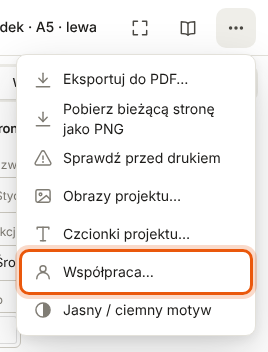 dek · A5 · lewa
Eksportuj do PDF...
Pobierz bieżącą stronę
jako PNG
Sprawdź przed drukiem
Obrazy projektu...
Czcionki projektu...
Współpraca...
Jasny / ciemny motyw